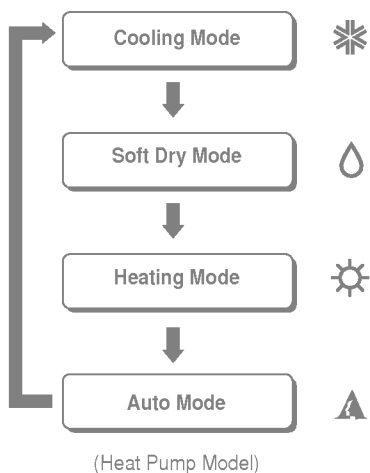 Cooling Mode
Soft Dry Mode
Heating Mode
Auto Mode
(Heat Pump Model)